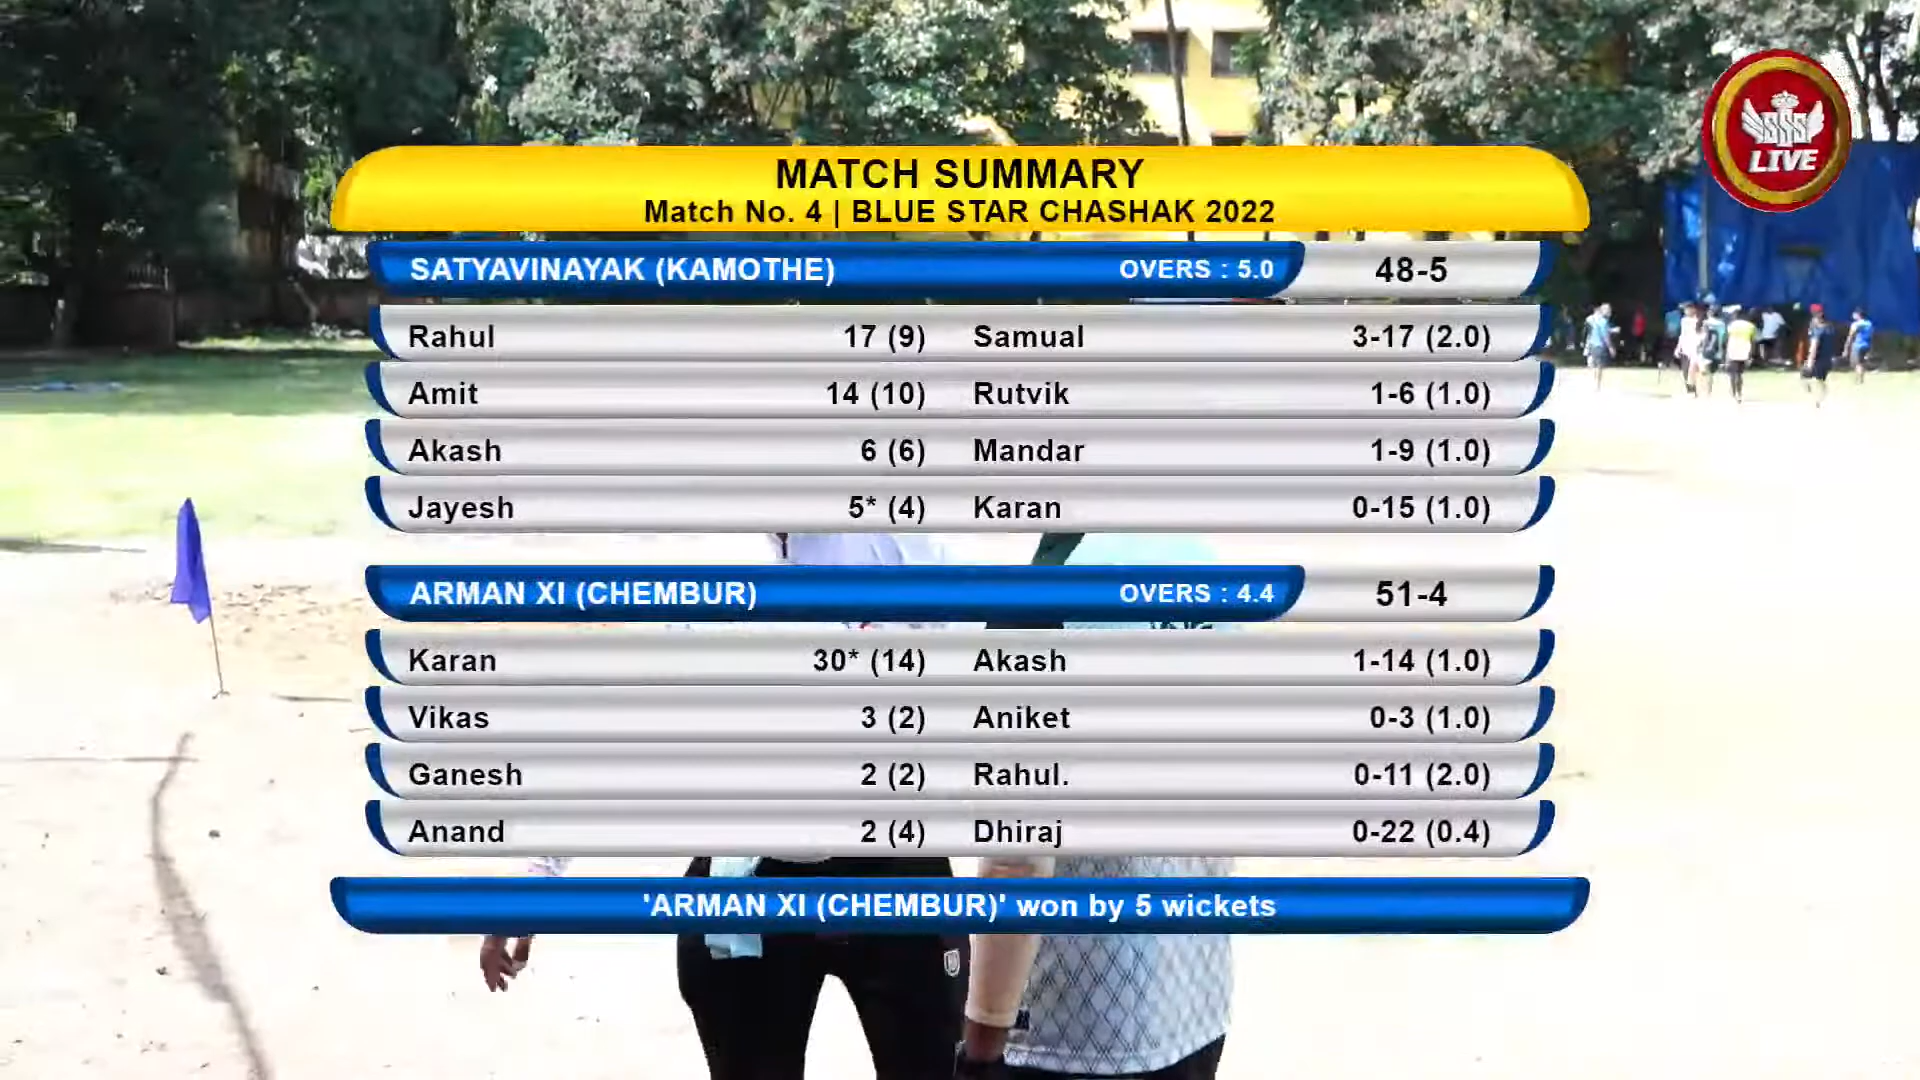 SSS
LIVE
MATCH SUMMARY
Match No. 4 | BLUE STAR CHASHAK 2022
SATYAVINAYAK (KAMOTHE) OVERS : 5.0 48-5
Rahul 17 (9) Samual 3-17 (2.0)
Amit 14 (10) Rutvik 1-6 (1.0)
Akash 6 (6) Mandar 1-9 (1.0)
Jayesh 5* (4) Karan 0-15 (1.0)
ARMAN XI (CHEMBUR) OVERS : 4.4 51-4
Karan 30* (14) Akash 1-14 (1.0)
Vikas 3 (2) Aniket 0-3 (1.0)
Ganesh 2 (2) Rahul. 0-11 (2.0)
Anand 2 (4) Dhiraj 0-22 (0.4)
'ARMAN XI (CHEMBUR)' won by 5 wickets